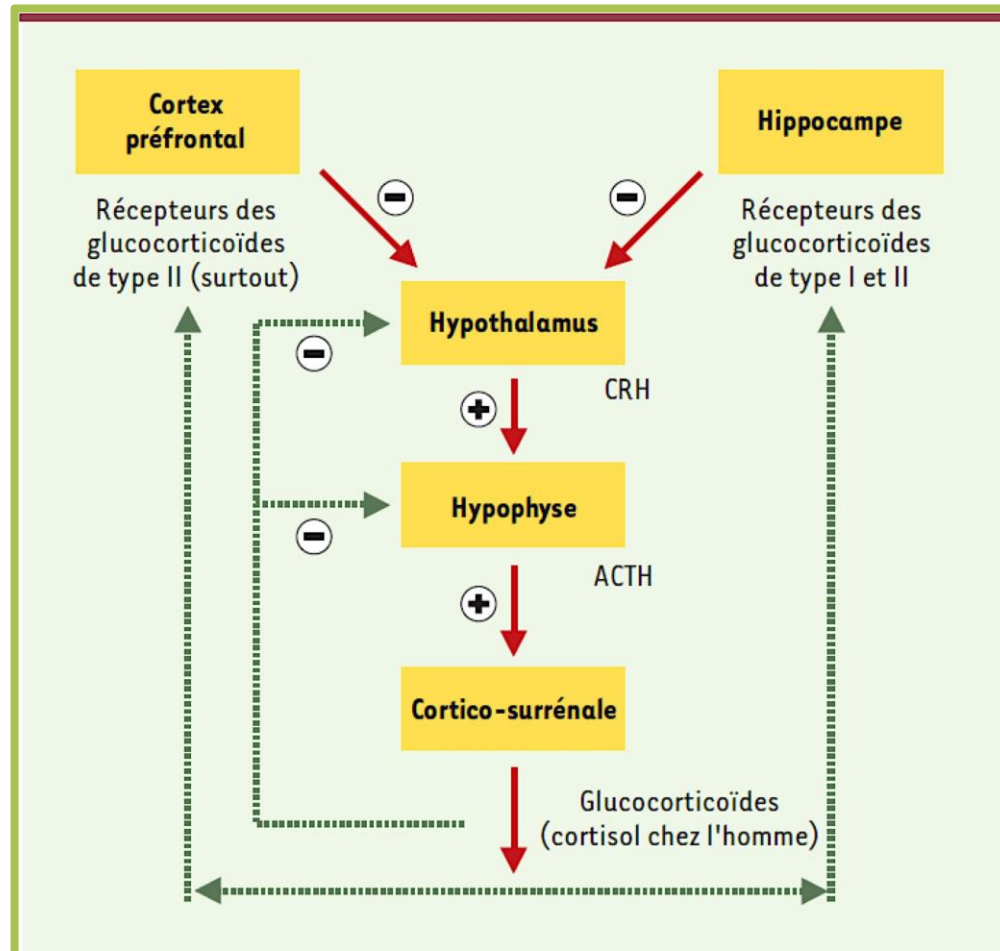 Cortex
préfrontal
Hippocampe
−
−
Récepteurs des
glucocorticoïdes
de type II (surtout)
Récepteurs des
glucocorticoïdes
de type I et II
Hypothalamus
−
CRH
+
Hypophyse
−
ACTH
+
Cortico-surrénale
Glucocorticoïdes
(cortisol chez l'homme)